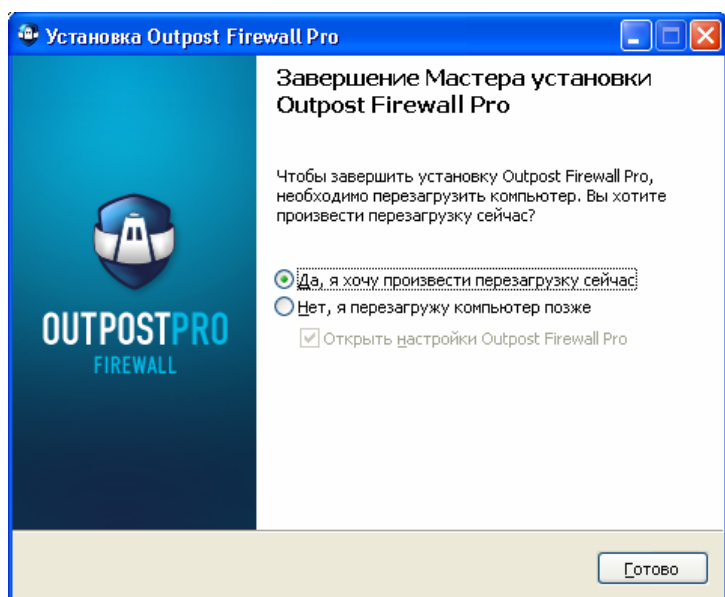 Установка Outpost Firewall Pro
Завершение Мастера установки
Outpost Firewall Pro
Чтобы завершить установку Outpost Firewall Pro,
необходимо перезагрузить компьютер. Вы хотите
произвести перезагрузку сейчас?
Да, я хочу произвести перезагрузку сейчас
Нет, я перезагружу компьютер позже
Открыть настройки Outpost Firewall Pro
OUTPOSTPRO
FIREWALL
Готово